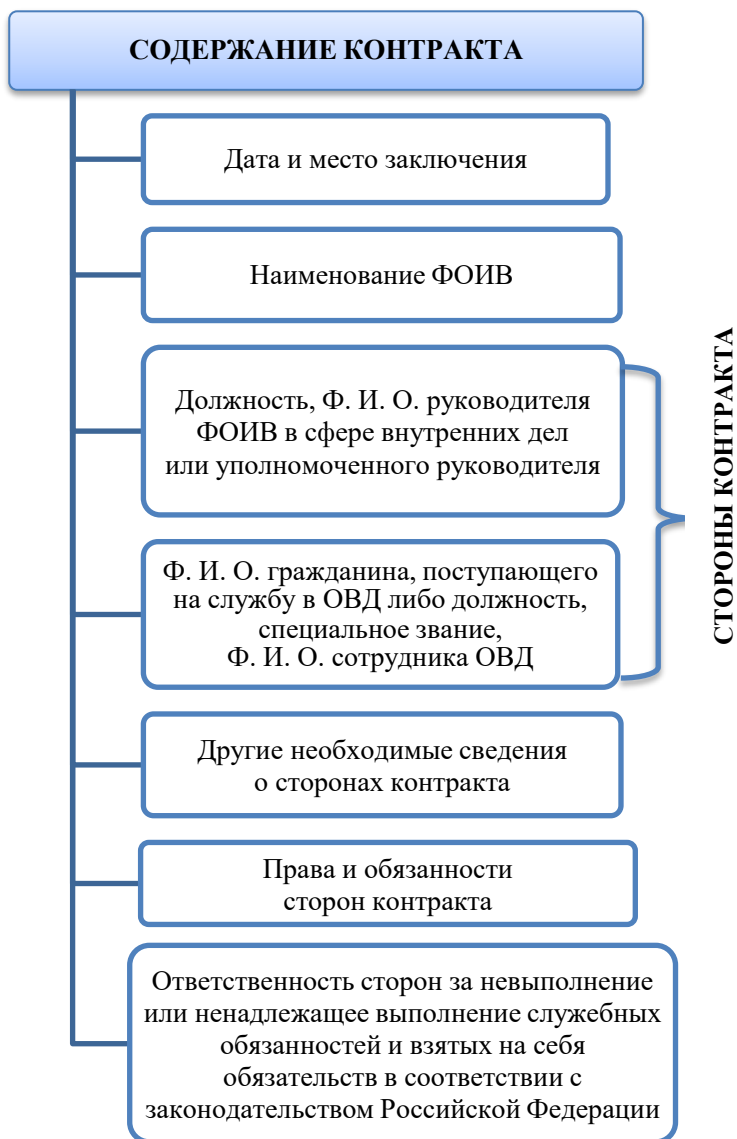 СОДЕРЖАНИЕ КОНТРАКТА
Дата и место заключения
Наименование ФОИВ
Должность, Ф. И. О. руководителя
ФОИВ в сфере внутренних дел
или уполномоченного руководителя
Ф. И. О. гражданина, поступающего
на службу в ОВД либо должность,
специальное звание,
Ф. И. О. сотрудника ОВД
СТОРОНЫ КОНТРАКТА
Другие необходимые сведения
о сторонах контракта
Права и обязанности
сторон контракта
Ответственность сторон за невыполнение
или ненадлежащее выполнение служебных
обязанностей и взятых на себя
обязательств в соответствии с
законодательством Российской Федерации